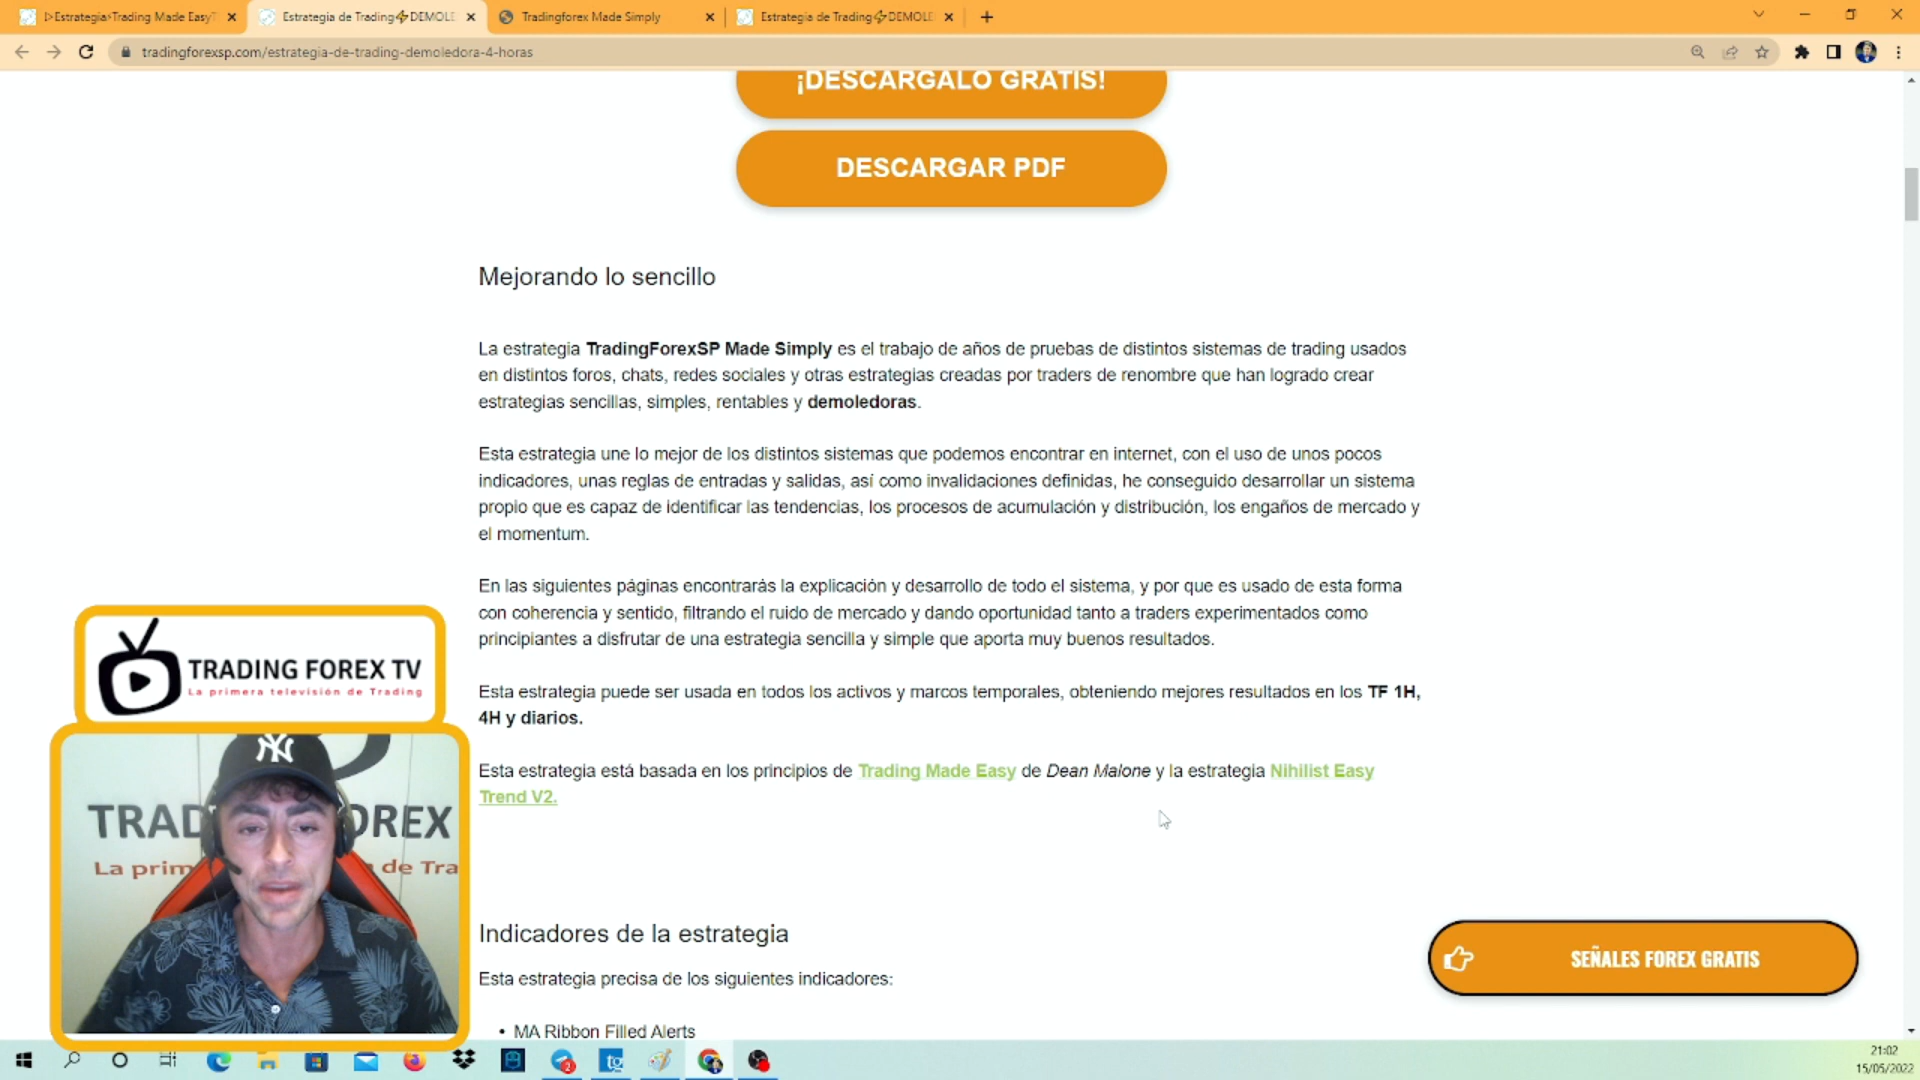 ▷Estrategia⚡Trading Made Easy
Estrategia de Trading⚡DEMOLE
Tradingforex Made Simply
Estrategia de Trading⚡DEMOLE
tradingforexsp.com/estrategia-de-trading-demoledora-4-horas
¡DESCÁRGALO GRATIS!
DESCARGAR PDF
Mejorando lo sencillo
La estrategia TradingForexSP Made Simply es el trabajo de años de pruebas de distintos sistemas de trading usados
en distintos foros, chats, redes sociales y otras estrategias creadas por traders de renombre que han logrado crear
estrategias sencillas, simples, rentables y demoledoras.
Esta estrategia une lo mejor de los distintos sistemas que podemos encontrar en internet, con el uso de unos pocos
indicadores, unas reglas de entradas y salidas, así como invalidaciones definidas, he conseguido desarrollar un sistema
propio que es capaz de identificar las tendencias, los procesos de acumulación y distribución, los engaños de mercado y
el momentum.
En las siguientes páginas encontrarás la explicación y desarrollo de todo el sistema, y por que es usado de esta forma
con coherencia y sentido, filtrando el ruido de mercado y dando oportunidad tanto a traders experimentados como
principiantes a disfrutar de una estrategia sencilla y simple que aporta muy buenos resultados.
Esta estrategia puede ser usada en todos los activos y marcos temporales, obteniendo mejores resultados en los TF 1H,
4H y diarios.
Esta estrategia está basada en los principios de Trading Made Easy de Dean Malone y la estrategia Nihilist Easy
Trend V2.
Indicadores de la estrategia
Esta estrategia precisa de los siguientes indicadores:
• MA Ribbon Filled Alerts
SEÑALES FOREX GRATIS
TRADING FOREX TV
La primera televisión de Trading
NY
TRAD OREX
La prim de Tra
2
21:02
15/05/2022